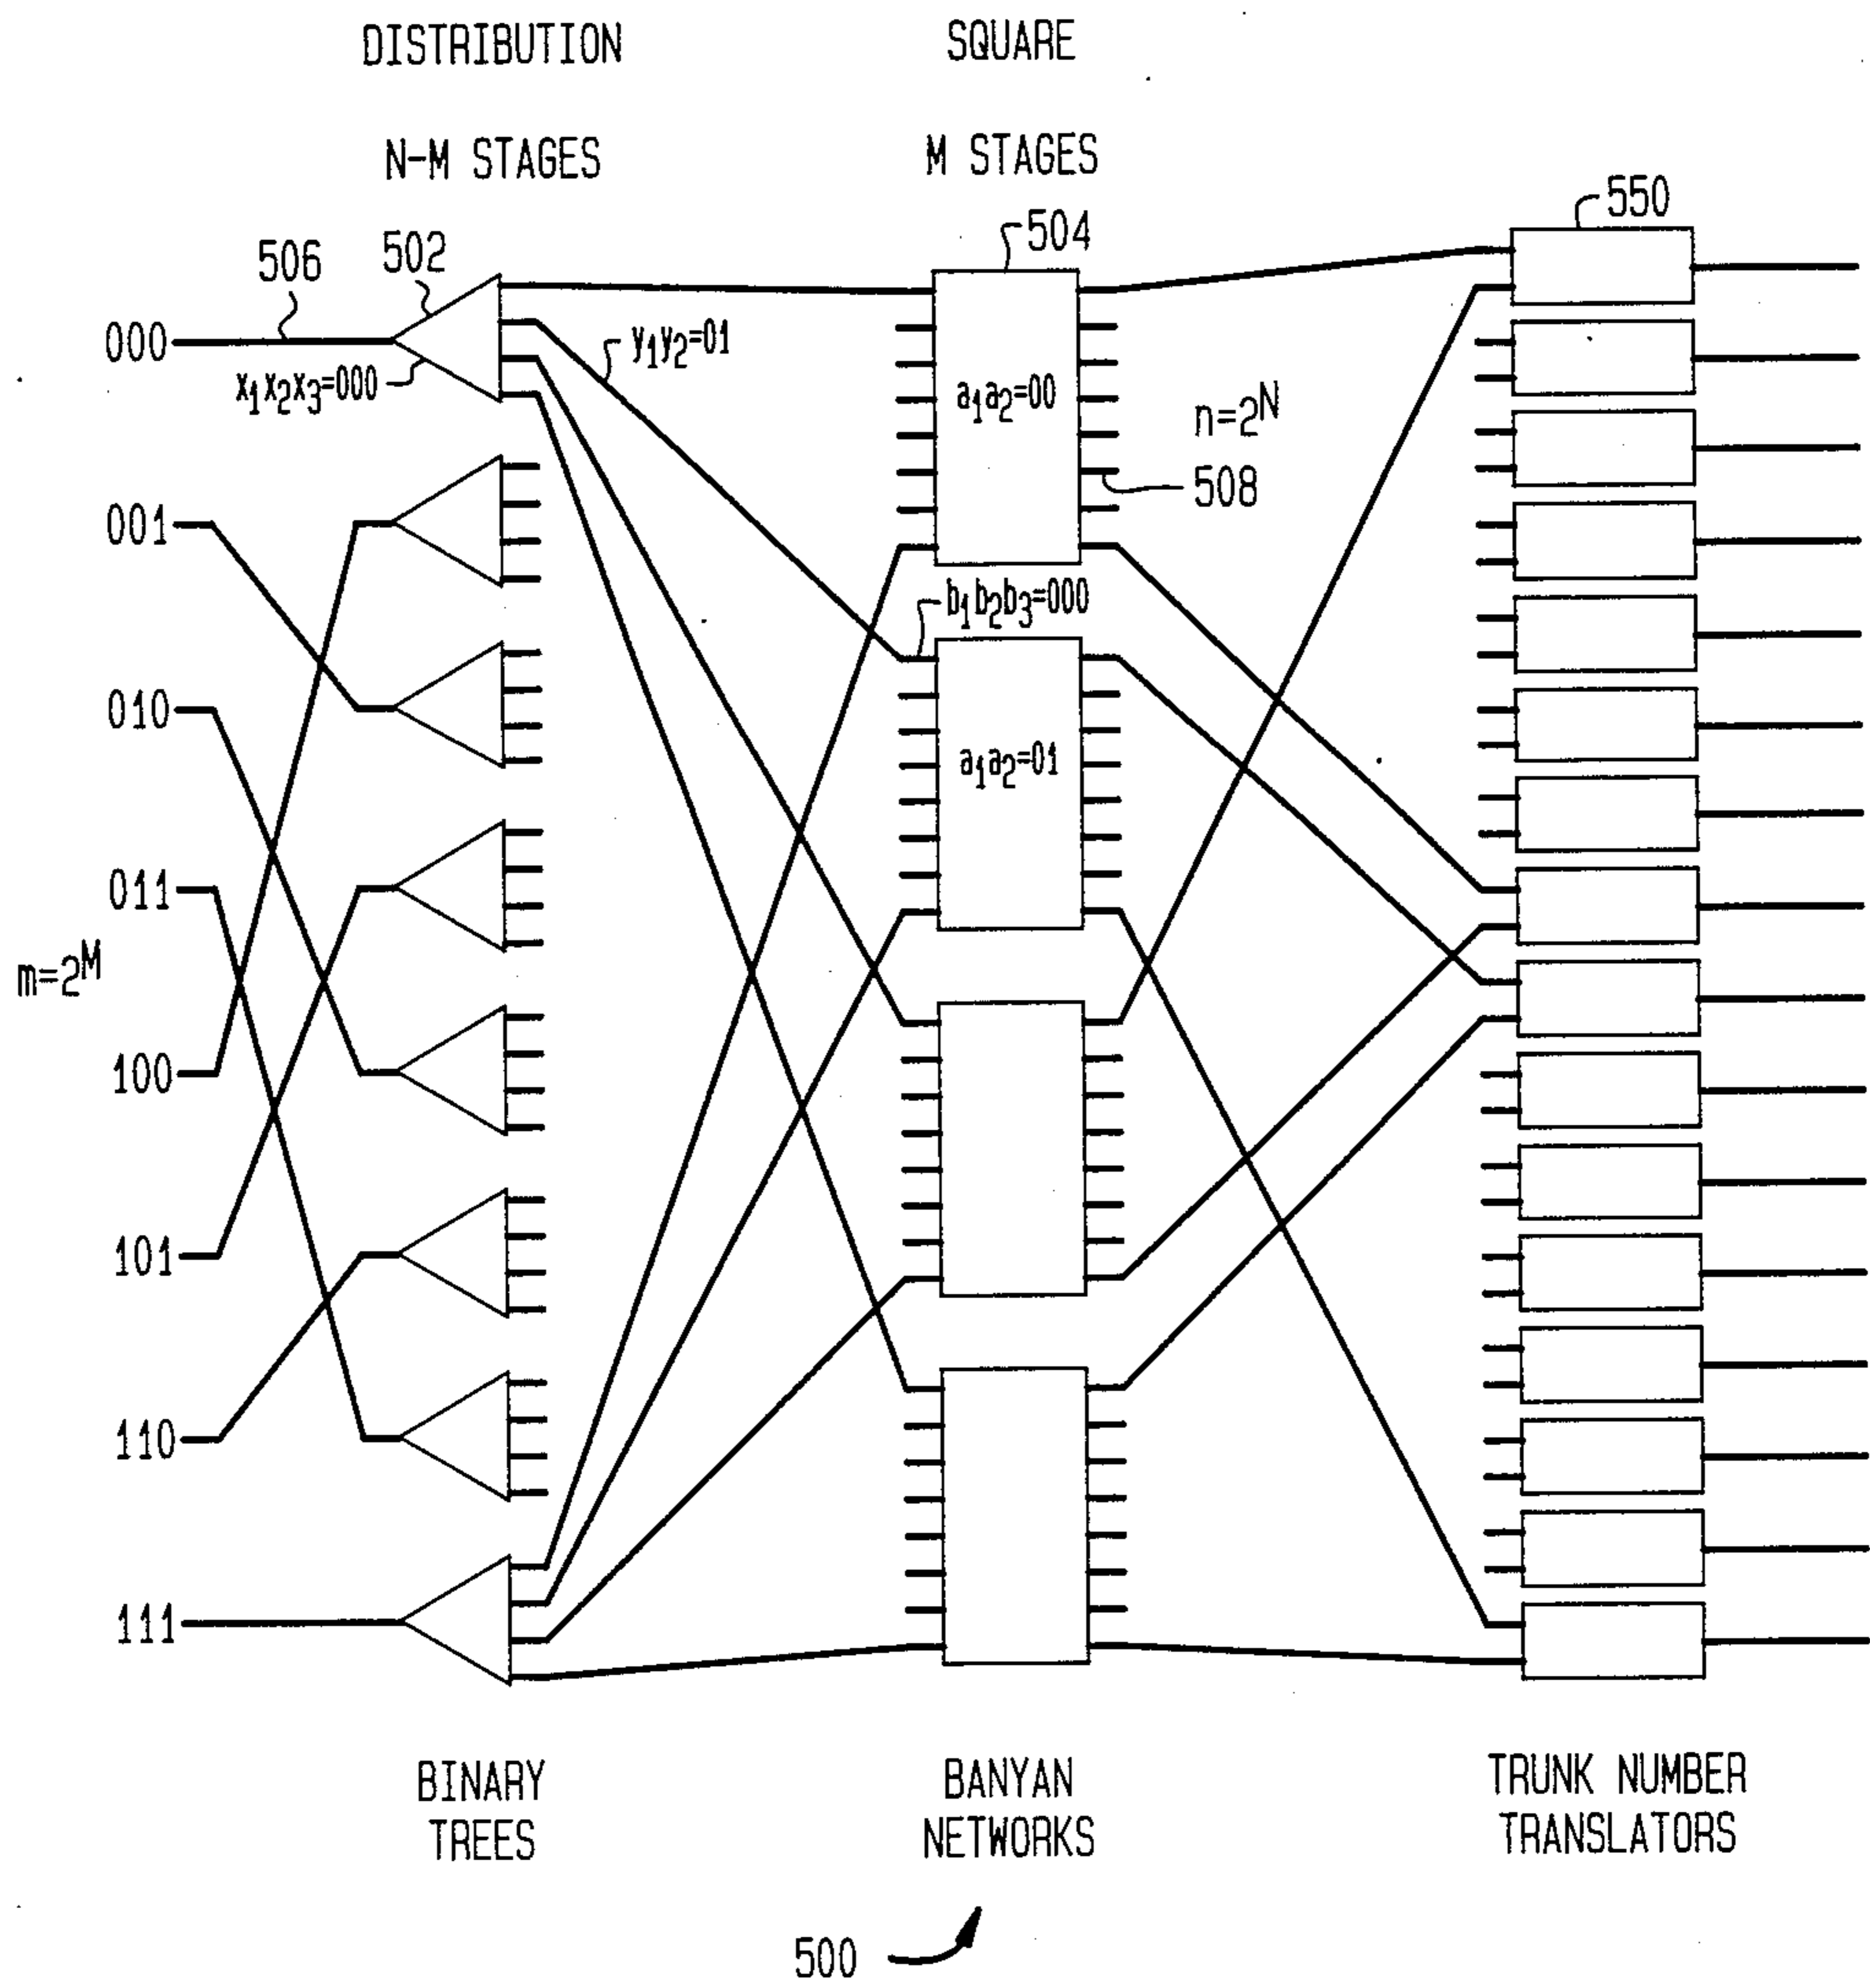 DISTRIBUTION
N-M STAGES
SQUARE
M STAGES
550
504
506
502
000
x₁x₂x₃=000
y₁y₂=01
a₁a₂=00
n=2ᴺ
508
001
b₁b₂b₃=000
010
a₁a₂=01
011
m=2ᴹ
100
101
110
111
BINARY
TREES
BANYAN
NETWORKS
TRUNK NUMBER
TRANSLATORS
500